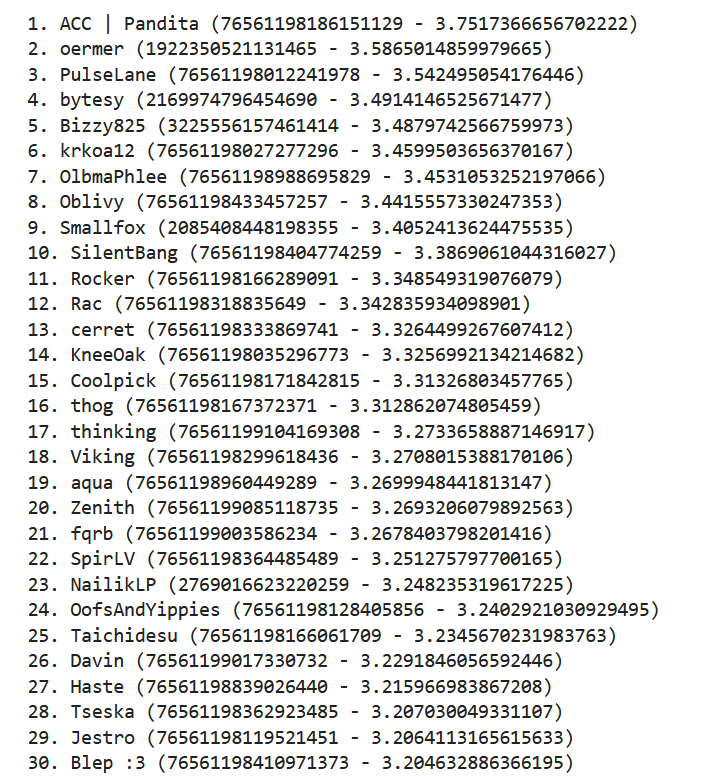 1. ACC | Pandita (76561198186151129 - 3.7517366656702222)
2. oermer (1922350521131465 - 3.5865014859979665)
3. PulseLane (76561198012241978 - 3.542495054176446)
4. bytesy (2169974796454690 - 3.4914146525671477)
5. Bizzy825 (3225556157461414 - 3.4879742566759973)
6. krkoa12 (76561198027277296 - 3.4599503656370167)
7. OlbmaPhlee (76561198988695829 - 3.4531053252197066)
8. Oblivy (76561198433457257 - 3.4415557330247353)
9. Smallfox (2085408448198355 - 3.4052413624475535)
10. SilentBang (76561198404774259 - 3.3869061044316027)
11. Rocker (76561198166289091 - 3.348549319076079)
12. Rac (76561198318835649 - 3.342835934098901)
13. cerret (76561198333869741 - 3.3264499267607412)
14. KneeOak (76561198035296773 - 3.3256992134214682)
15. Coolpick (76561198171842815 - 3.31326803457765)
16. thog (76561198167372371 - 3.312862074805459)
17. thinking (76561199104169308 - 3.2733658887146917)
18. Viking (76561198299618436 - 3.2708015388170106)
19. aqua (76561198960449289 - 3.2699948441813147)
20. Zenith (76561199085118735 - 3.2693206079892563)
21. fqrb (76561199003586234 - 3.2678403798201416)
22. SpirLV (76561198364485489 - 3.251275797700165)
23. NailikLP (2769016623220259 - 3.248235319617225)
24. OofsAndYippies (76561198128405856 - 3.2402921030929495)
25. Taichidesu (76561198166061709 - 3.2345670231983763)
26. Davin (76561199017330732 - 3.2291846056592446)
27. Haste (76561198839026440 - 3.215966983867208)
28. Tseska (76561198362923485 - 3.207030049331107)
29. Jestro (76561198119521451 - 3.2064113165615633)
30. Blep :3 (76561198410971373 - 3.204632886366195)